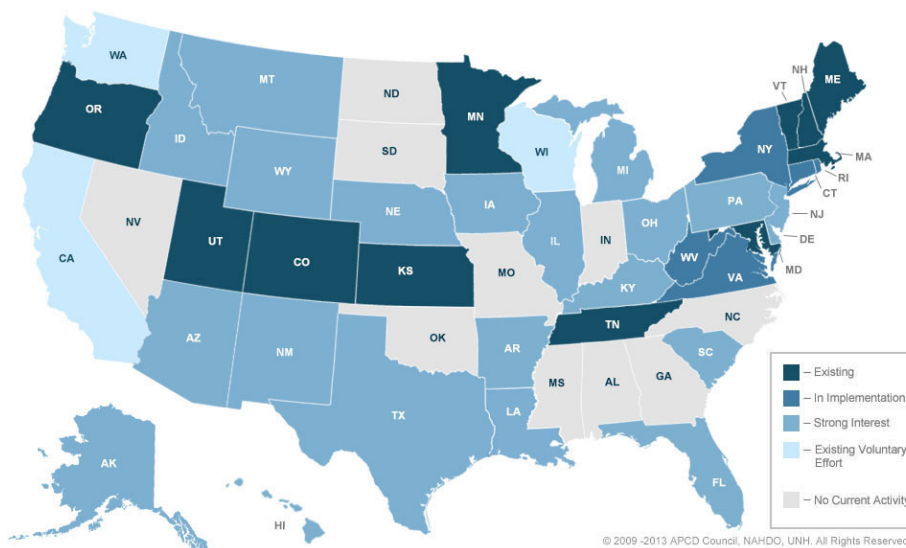 WA
MT
ND
MN
VT
NH
ME
OR
ID
SD
WI
NY
MA
WY
MI
RI
CT
NE
IA
PA
NJ
NV
OH
DE
UT
CO
IL
IN
MD
CA
KS
MO
WV
VA
KY
NC
TN
AZ
NM
OK
AR
SC
MS
AL
GA
TX
LA
AK
FL
HI
– Existing
– In Implementation
– Strong Interest
– Existing Voluntary
Effort
– No Current Activity
© 2009 -2013 APCD Council, NAHDO, UNH. All Rights Reserved